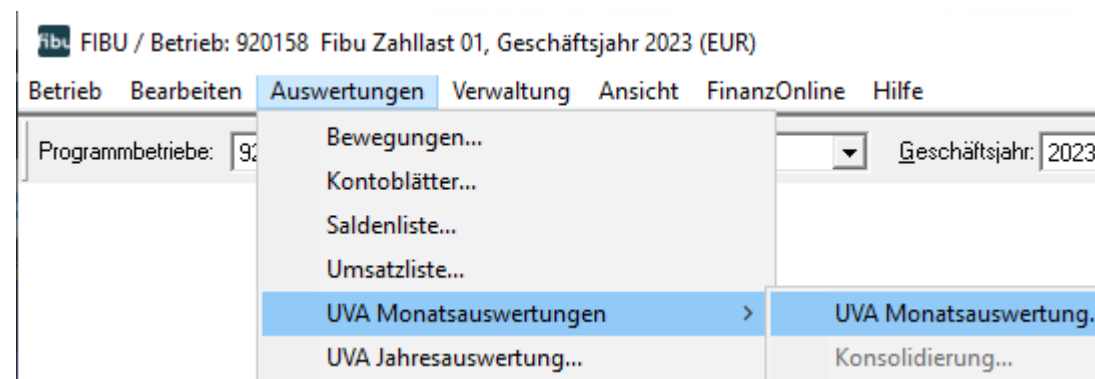 fibu FIBU / Betrieb: 920158 Fibu Zahllast 01, Geschäftsjahr 2023 (EUR)
Betrieb Bearbeiten Auswertungen Verwaltung Ansicht FinanzOnline Hilfe
Programmbetriebe: 92 Geschäftsjahr: 2023
Bewegungen...
Kontoblätter...
Saldenliste...
Umsatzliste...
UVA Monatsauswertungen > UVA Monatsauswertung.
UVA Jahresauswertung... Konsolidierung...